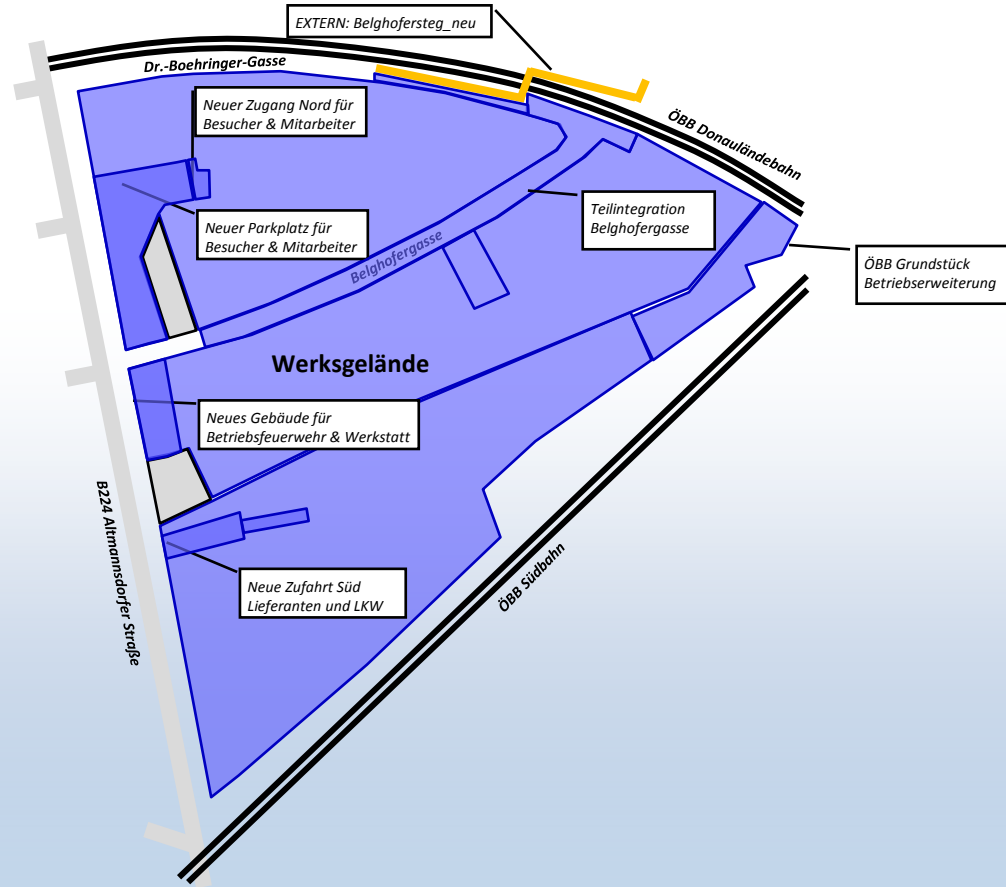 EXTERN: Belghofersteg_neu
Dr.-Boehringer-Gasse
Neuer Zugang Nord für
Besucher & Mitarbeiter
ÖBB Donauländebahn
Neuer Parkplatz für
Besucher & Mitarbeiter
Teilintegration
Belghofergasse
Belghofergasse
ÖBB Grundstück
Betriebserweiterung
Werksgelände
Neues Gebäude für
Betriebsfeuerwehr & Werkstatt
B224 Altmannsdorfer Straße
Neue Zufahrt Süd
Lieferanten und LKW
ÖBB Südbahn